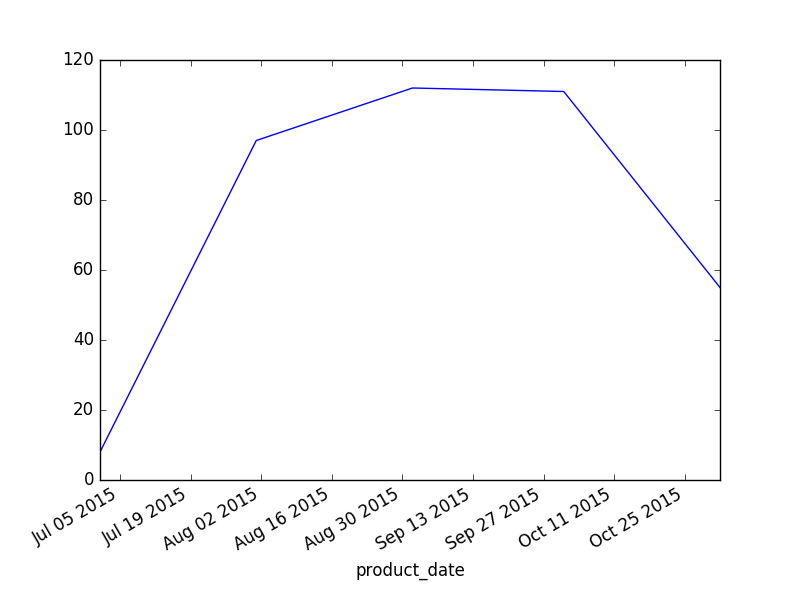 120
100
80
60
40
20
0
Jul 05 2015
Jul 19 2015
Aug 02 2015
Aug 16 2015
Aug 30 2015
Sep 13 2015
Sep 27 2015
Oct 11 2015
Oct 25 2015
product_date